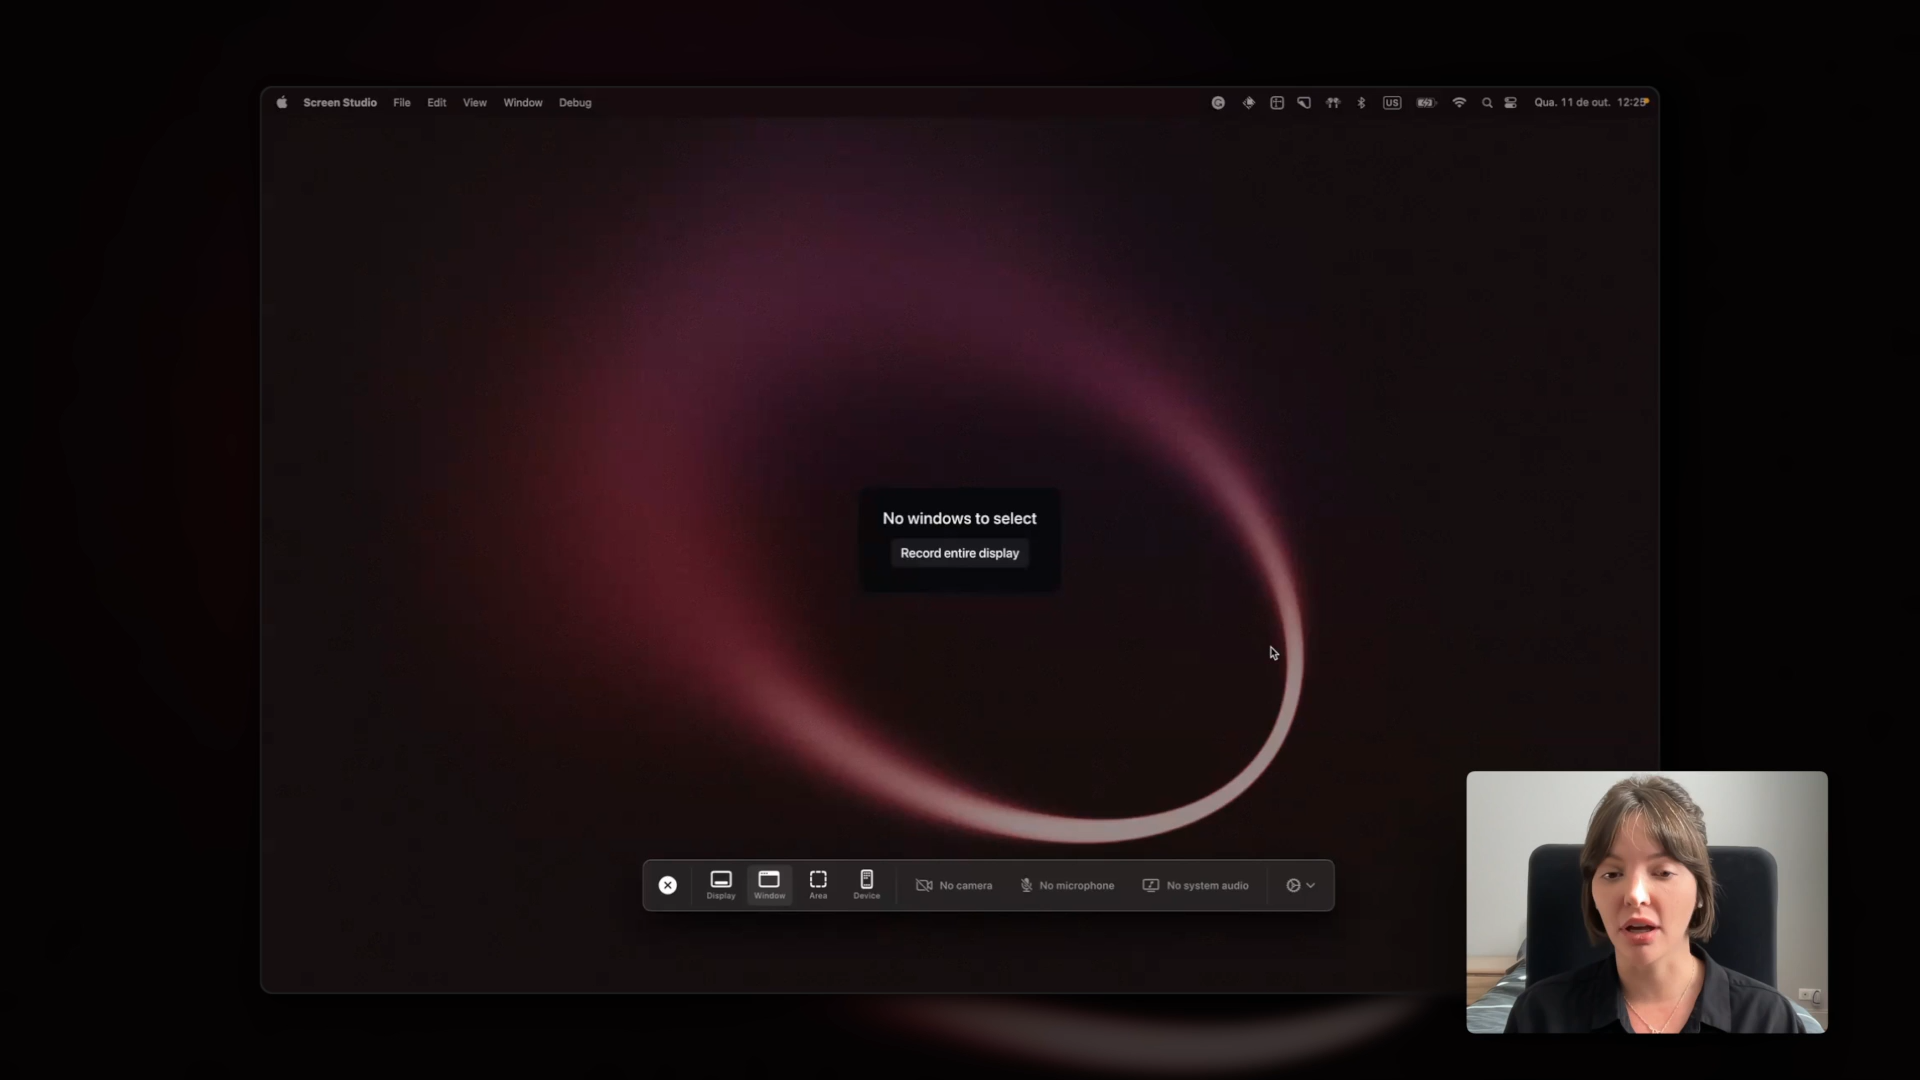 Screen Studio File Edit View Window Debug US Qua. 11 de out. 12:25
No windows to select
Record entire display
Display Window Area Device No camera No microphone No system audio